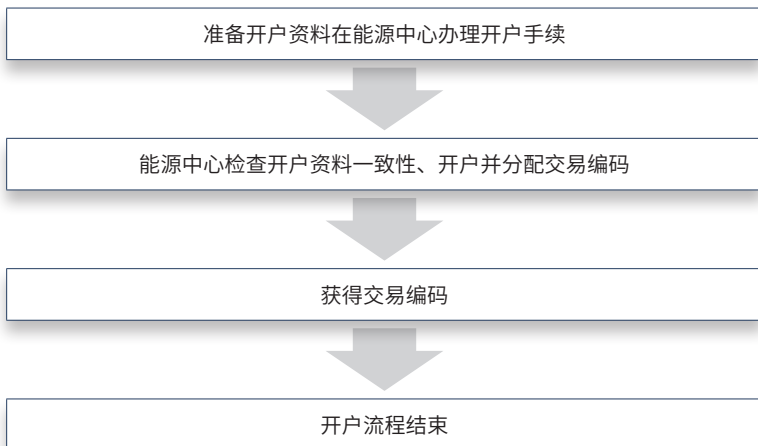 准备开户资料在能源中心办理开户手续
能源中心检查开户资料一致性、开户并分配交易编码
获得交易编码
开户流程结束